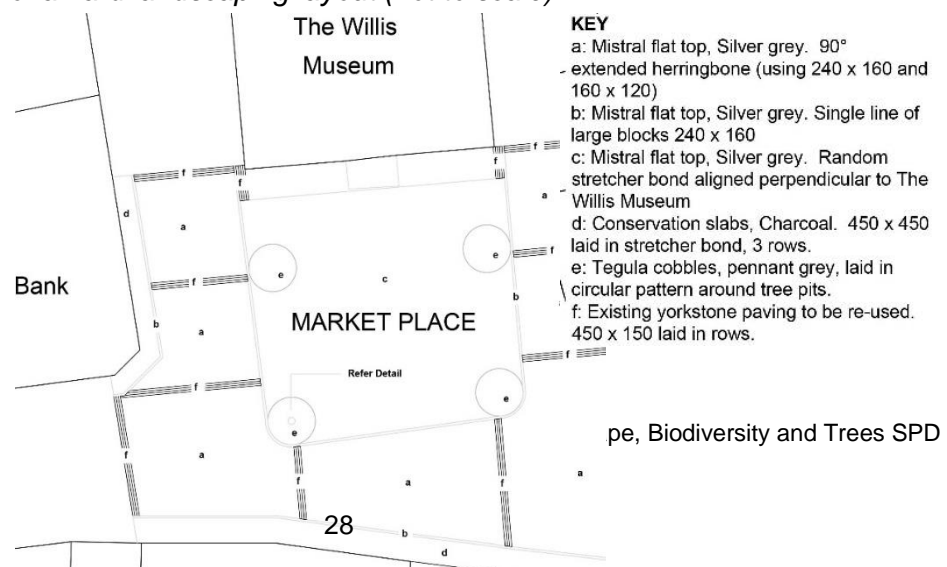 The Willis
Museum
Bank
MARKET PLACE
Refer Detail
f
f
f
f
d
a
a
e
e
c
f
f
b
b
a
f
f
e
e
f
a
f
f
a
a
f
b
d
KEY
a: Mistral flat top, Silver grey. 90°
extended herringbone (using 240 x 160 and
160 x 120)
b: Mistral flat top, Silver grey. Single line of
large blocks 240 x 160
c: Mistral flat top, Silver grey. Random
stretcher bond aligned perpendicular to The
Willis Museum
d: Conservation slabs, Charcoal. 450 x 450
laid in stretcher bond, 3 rows.
e: Tegula cobbles, pennant grey, laid in
circular pattern around tree pits.
f: Existing yorkstone paving to be re-used.
450 x 150 laid in rows.
pe, Biodiversity and Trees SPD
28